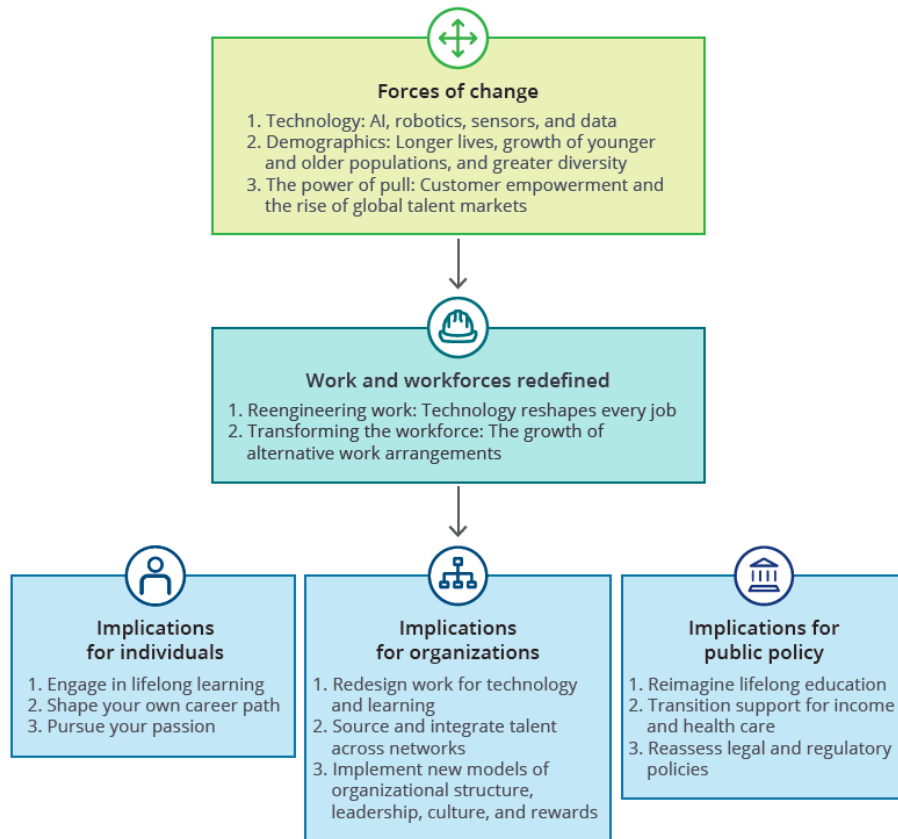 Forces of change
1. Technology: AI, robotics, sensors, and data
2. Demographics: Longer lives, growth of younger
and older populations, and greater diversity
3. The power of pull: Customer empowerment and
the rise of global talent markets
Work and workforces redefined
1. Reengineering work: Technology reshapes every job
2. Transforming the workforce: The growth of
alternative work arrangements
Implications
for individuals
1. Engage in lifelong learning
2. Shape your own career path
3. Pursue your passion
Implications
for organizations
1. Redesign work for technology
and learning
2. Source and integrate talent
across networks
3. Implement new models of
organizational structure,
leadership, culture, and rewards
Implications for
public policy
1. Reimagine lifelong education
2. Transition support for income
and health care
3. Reassess legal and regulatory
policies